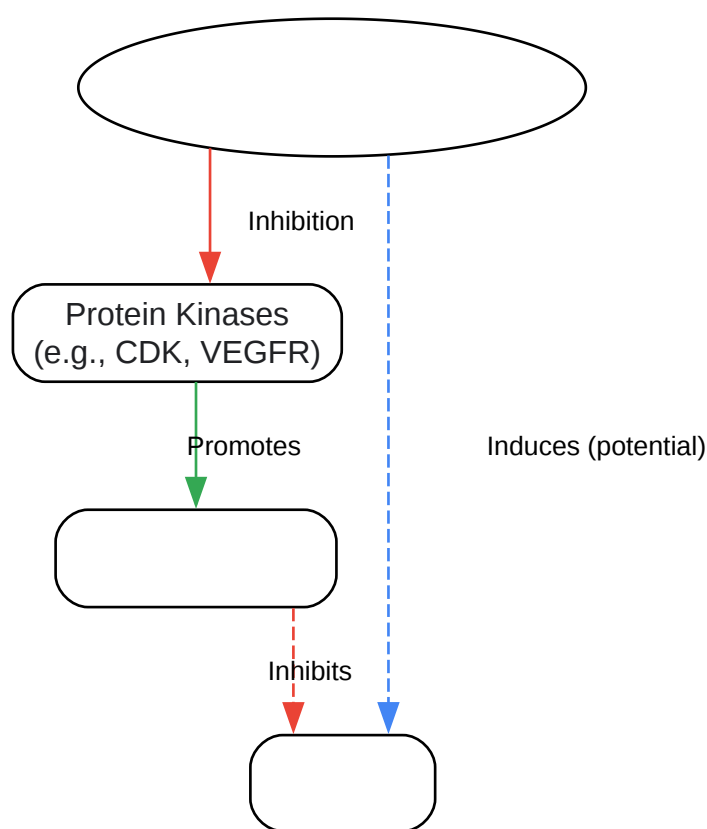 Inhibition
Protein Kinases
(e.g., CDK, VEGFR)
Promotes
Induces (potential)
Inhibits